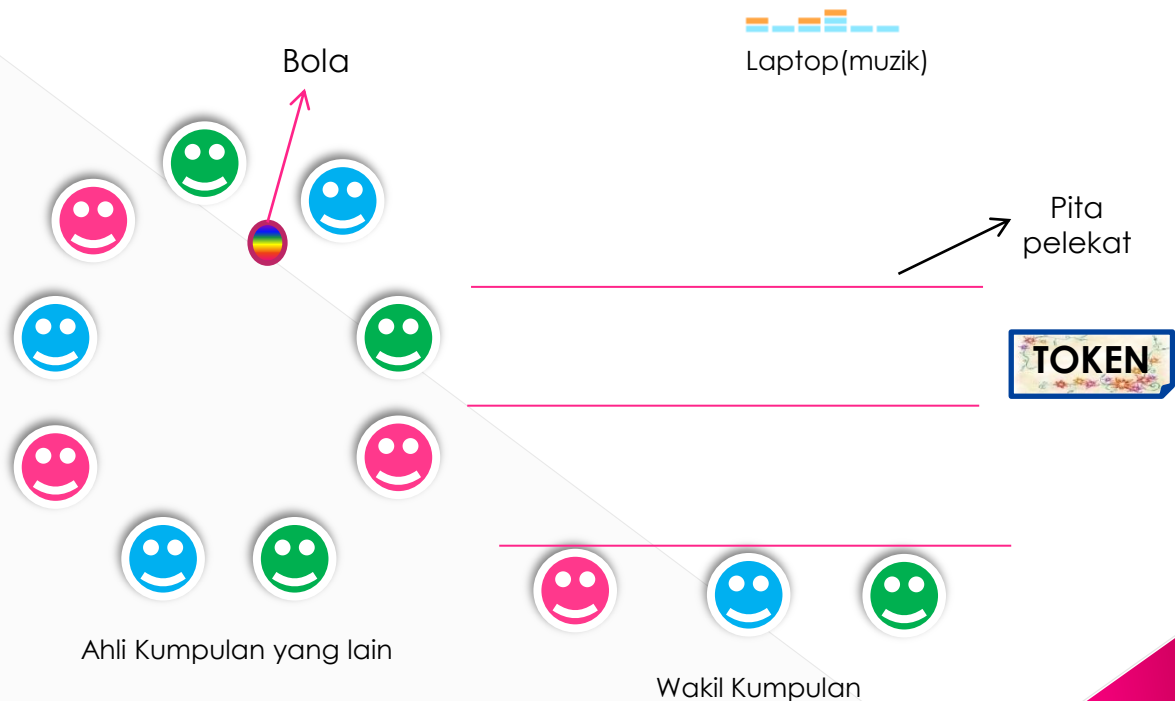 Laptop(muzik)
Bola
Pita
pelekat
TOKEN
Ahli Kumpulan yang lain
Wakil Kumpulan